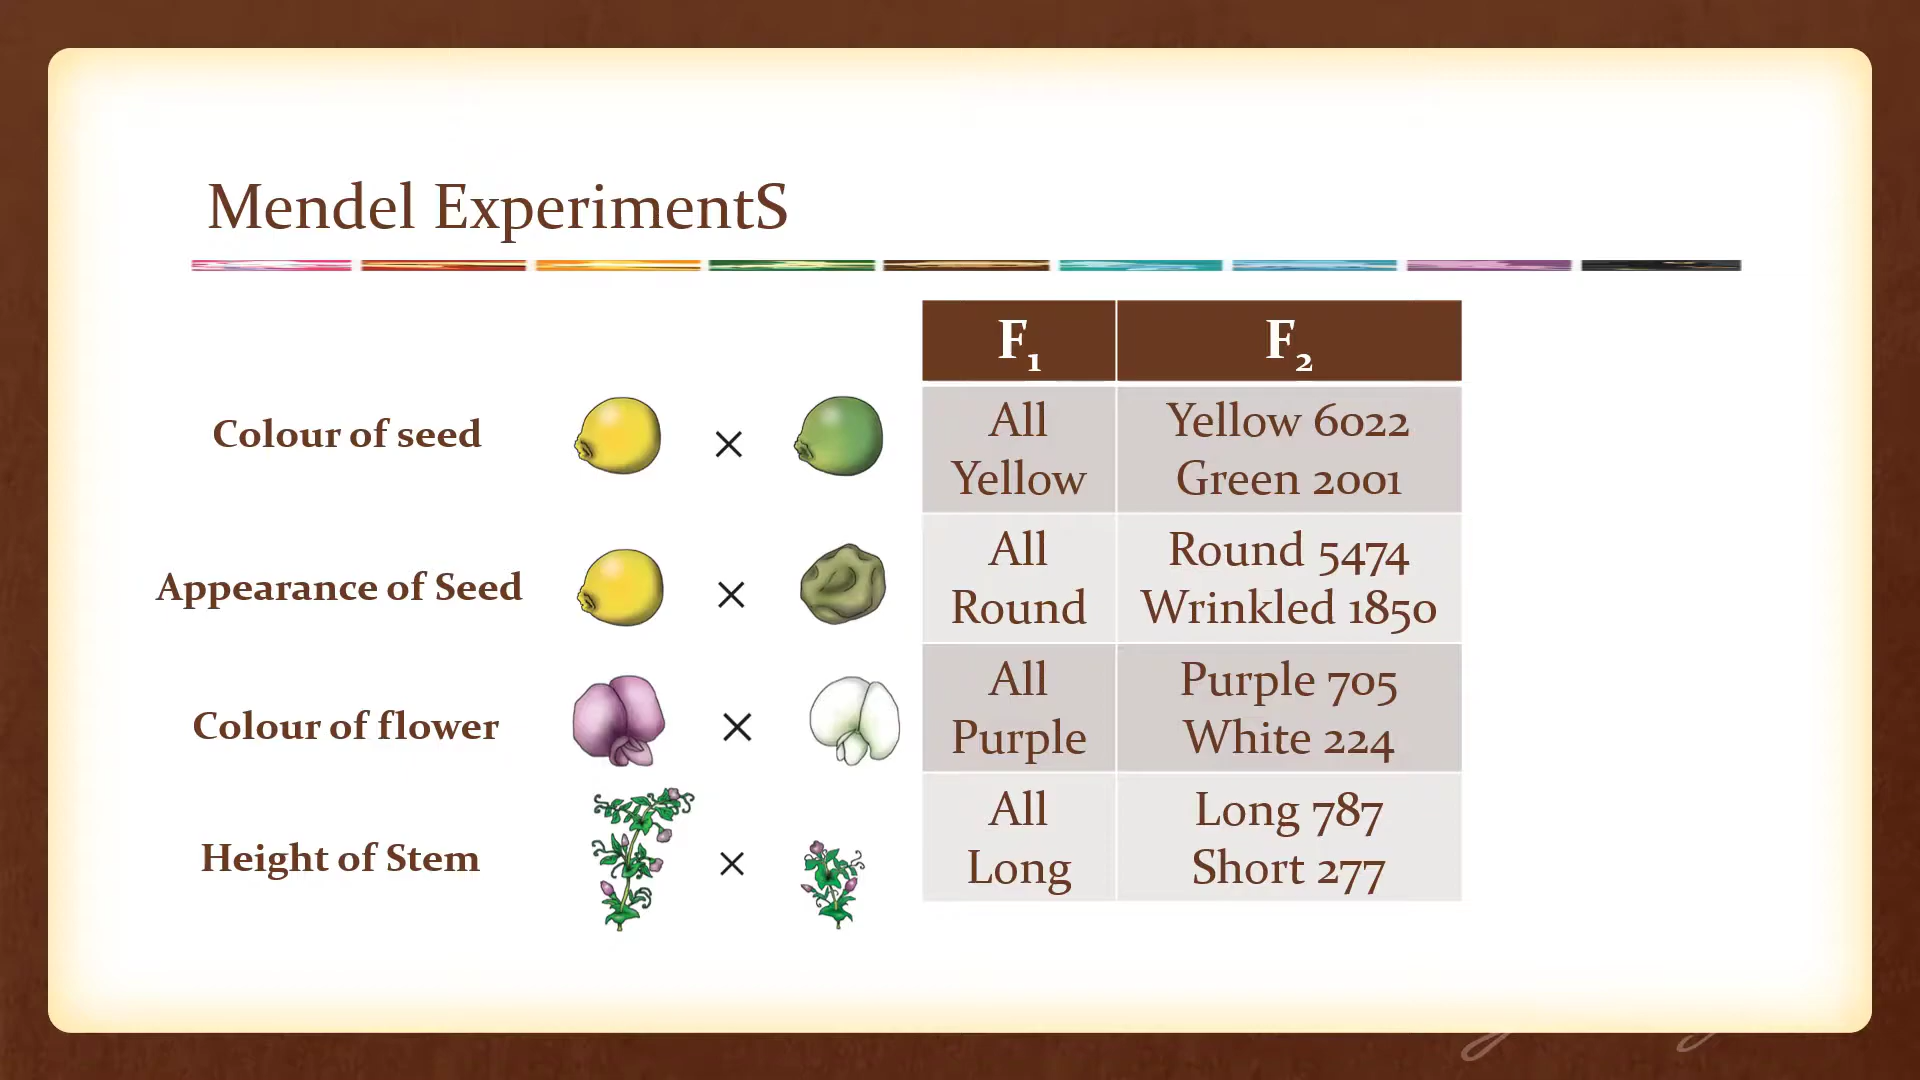 Mendel ExperimentS
F₁ F₂
Colour of seed × All Yellow 6022
Yellow Green 2001
Appearance of Seed × All Round 5474
Round Wrinkled 1850
Colour of flower × All Purple 705
Purple White 224
Height of Stem × All Long 787
Long Short 277